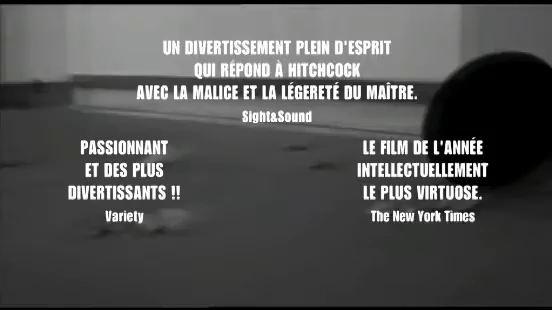 UN DIVERTISSEMENT PLEIN D'ESPRIT
QUI RÉPOND À HITCHCOCK
AVEC LA MALICE ET LA LÉGERETÉ DU MAÎTRE.
Sight&Sound
PASSIONNANT
ET DES PLUS
DIVERTISSANTS !!
Variety
LE FILM DE L'ANNÉE
INTELLECTUELLEMENT
LE PLUS VIRTUOSE.
The New York Times